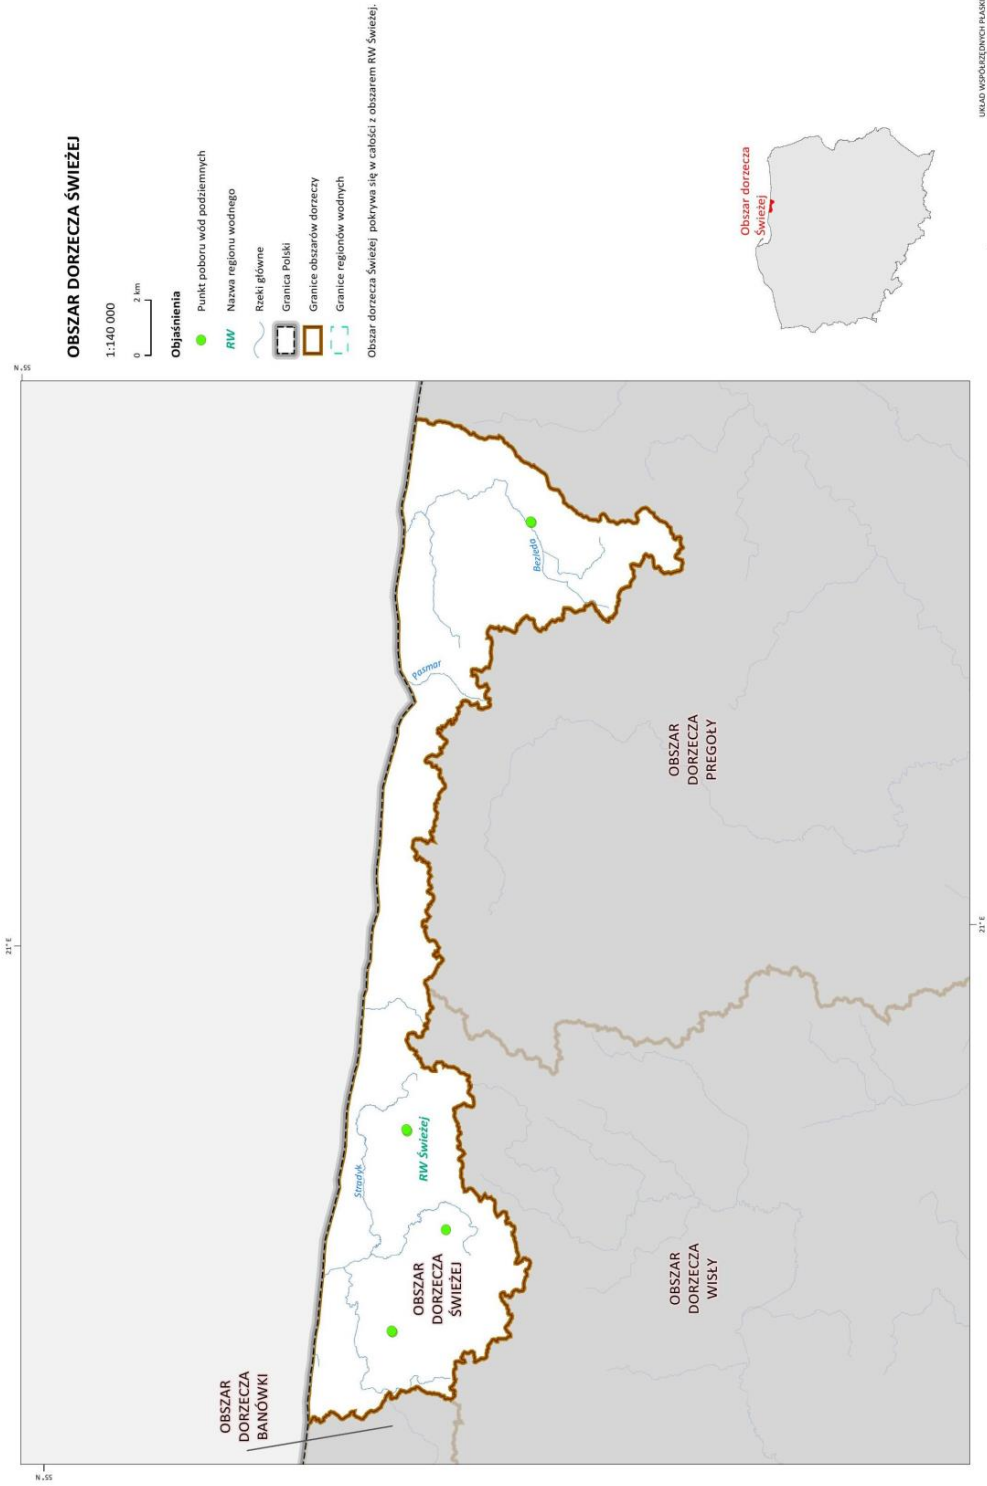 OBSZAR DORZECZA ŚWIEŻEJ
1:140 000
0 2 km
Objaśnienia
Punkt poboru wód podziemnych
RW Nazwa regionu wodnego
Rzeki główne
Granica Polski
Granice obszarów dorzeczy
Granice regionów wodnych
Obszar dorzecza Świeżej pokrywa się w całości z obszarem RW Świeżej.
Obszar dorzecza
Świeżej
UKŁAD WSPÓŁRZĘDNYCH PŁASKI
21° E
OBSZAR
DORZECZA
BANÓWKI
Stradyk
RW Świeżej
OBSZAR
DORZECZA
ŚWIEŻEJ
Pasmar
Bezleda
OBSZAR
DORZECZA
WISŁY
OBSZAR
DORZECZA
PREGOŁY
21° E